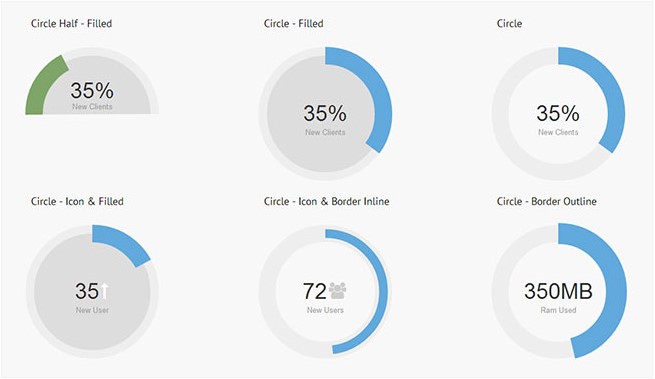 Circle Half - Filled
Circle - Filled
Circle
35%
New Clients
35%
New Clients
35%
New Clients
Circle - Icon & Filled
Circle - Icon & Border Inline
Circle - Border Outline
35
New User
72
New Users
350MB
Ram Used